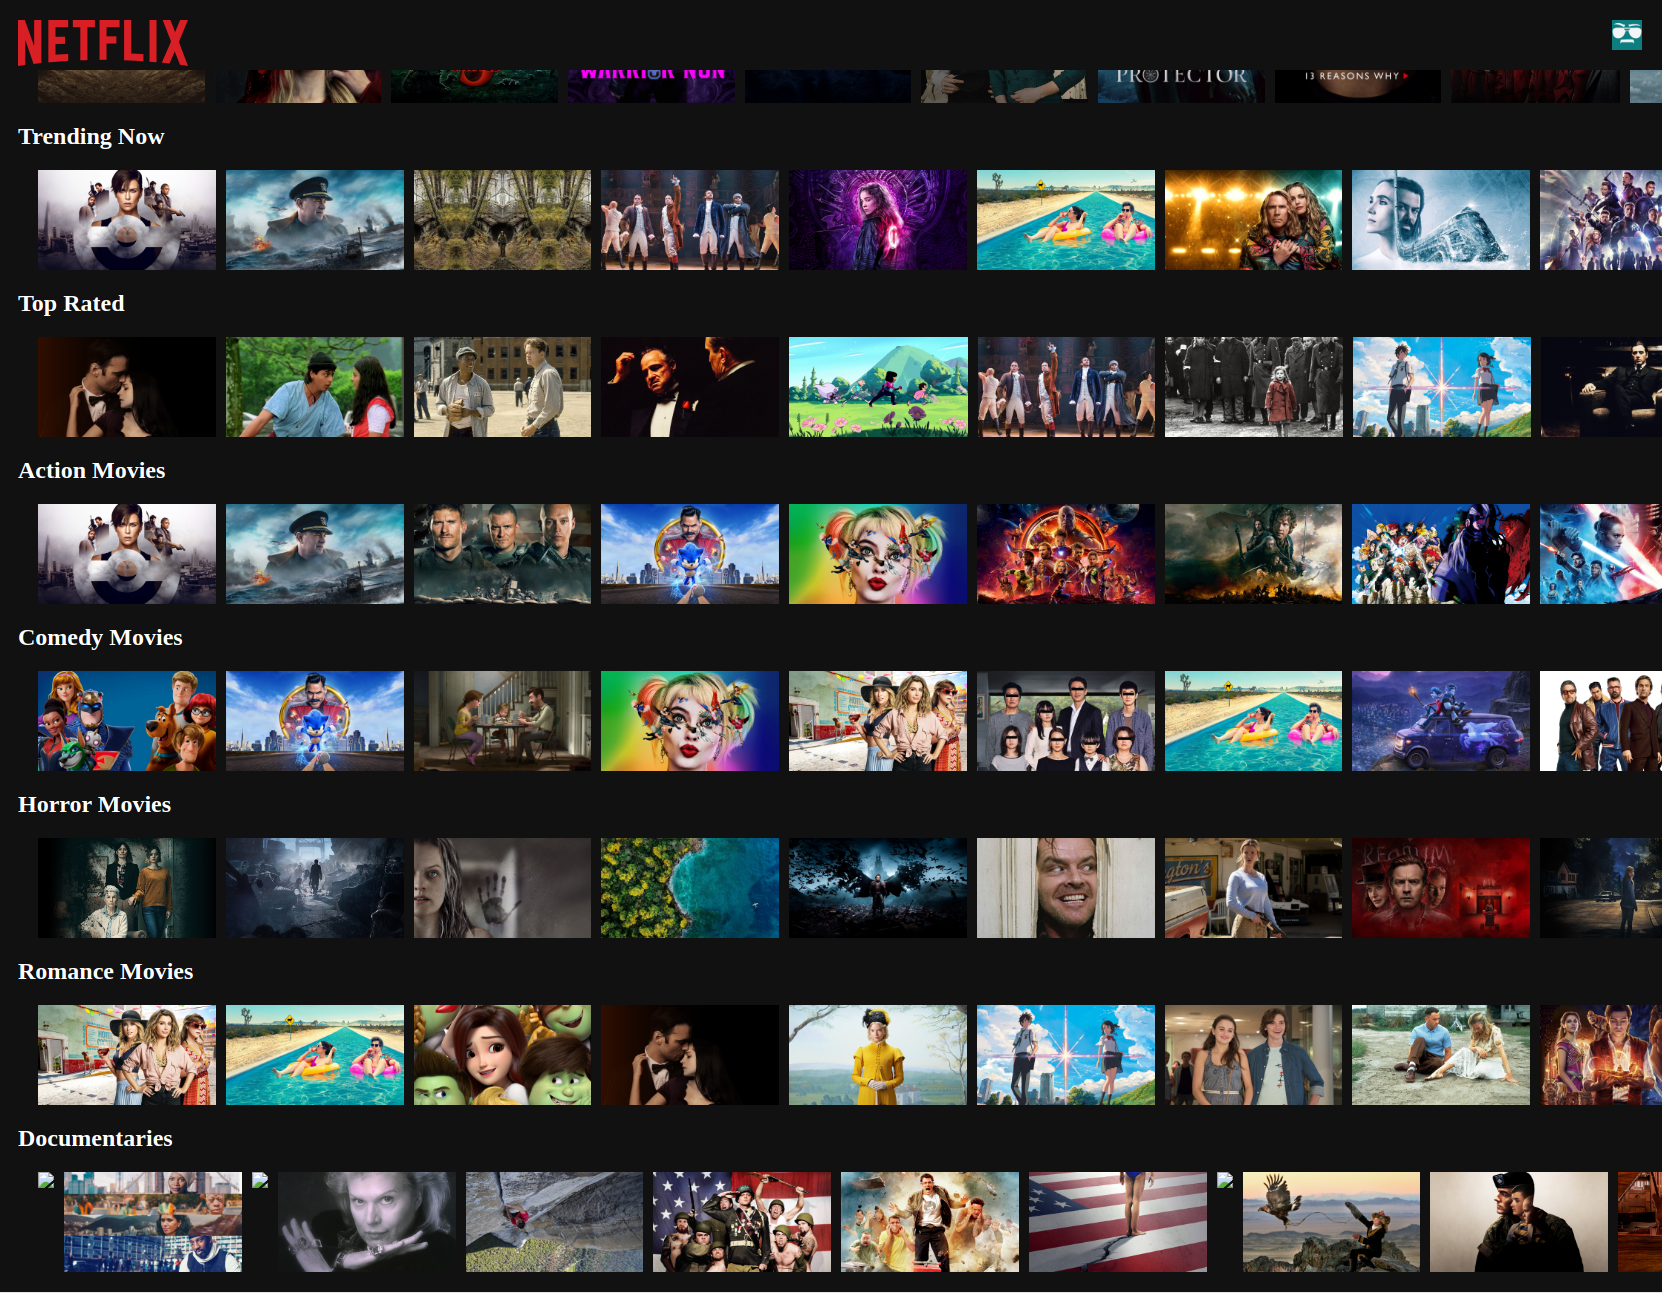 NETFLIX
WARRIOR NUN
PROTECTOR
13 REASONS WHY
Trending Now
Top Rated
Action Movies
Comedy Movies
Horror Movies
Romance Movies
Documentaries